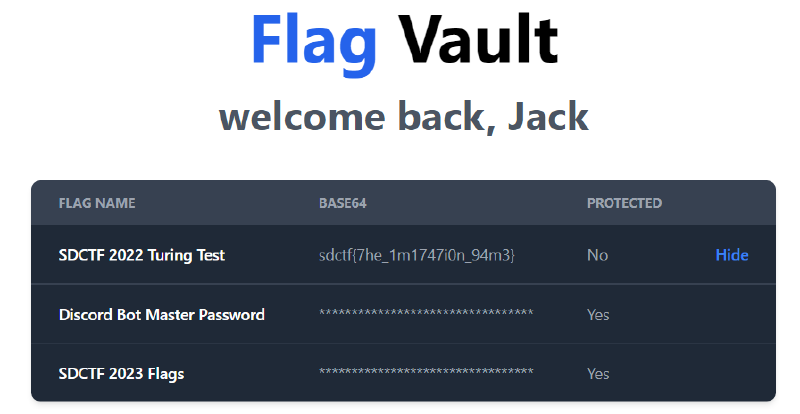 Flag Vault
welcome back, Jack
FLAG NAME BASE64 PROTECTED
SDCTF 2022 Turing Test sdctf{7he_1m1747i0n_94m3} No Hide
Discord Bot Master Password ********************************* Yes
SDCTF 2023 Flags ********************************* Yes